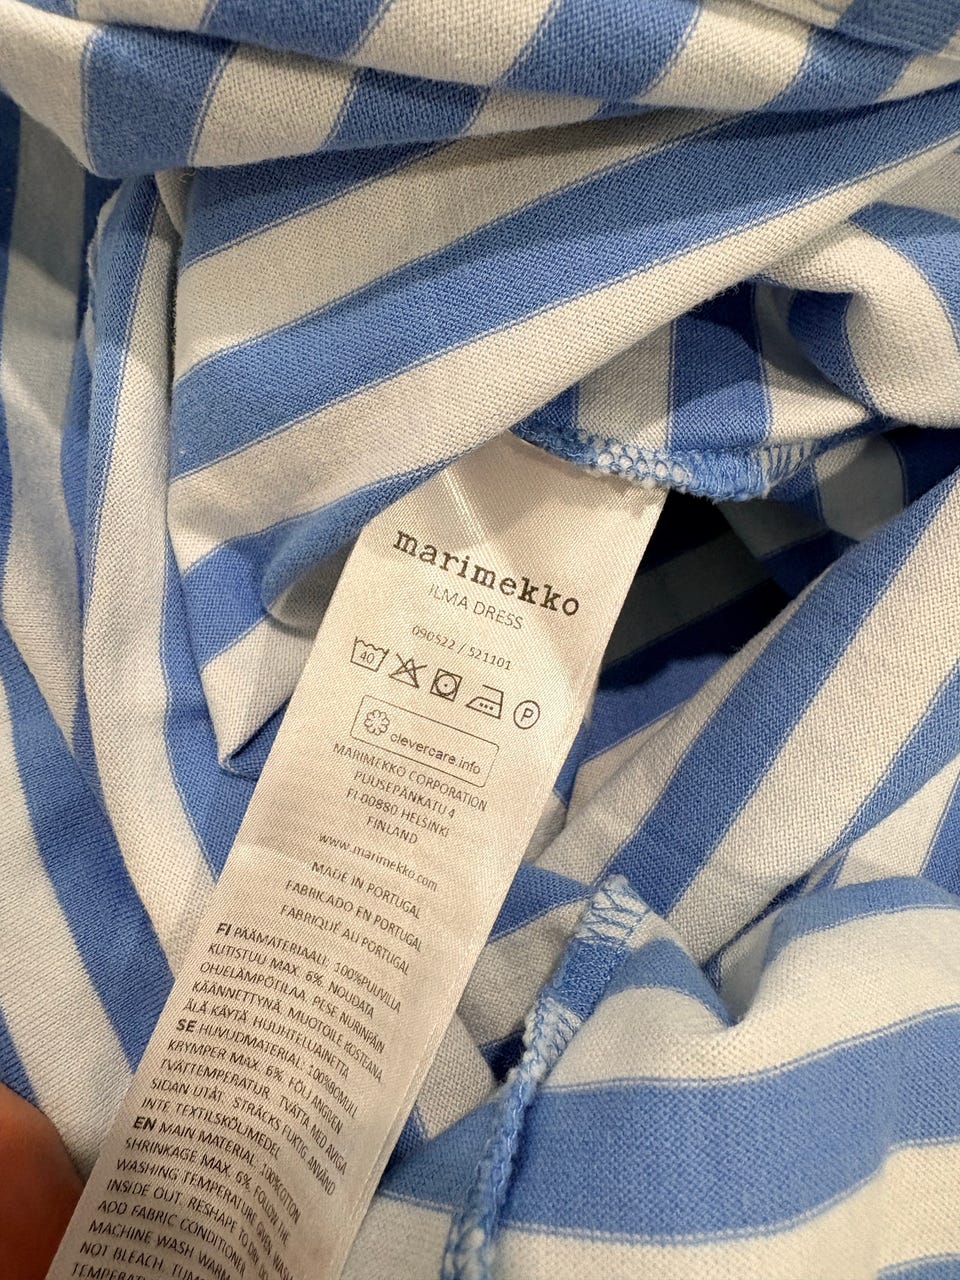 marimekko
ILMA DRESS
090522 / 521101
40
P
clevercare.info
MARIMEKKO CORPORATION
PUUSEPÄNKATU 4
FI-00880 HELSINKI
FINLAND
www.marimekko.com
MADE IN PORTUGAL
FABRICADO EN PORTUGAL
FABRIQUE AU PORTUGAL
FI PÄÄMATERIAALI: 100%PUUVILLA
KUTISTUU MAX. 6%. NOUDATA
OHJELÄMPÖTILAA. PESE NURINPÄIN
KÄÄNNETTYNÄ. MUOTOILE KOSTEANA.
ÄLÄ KÄYTÄ HUUHTELUAINETTA
SE HUVUDMATERIAL: 100%BOMULL
KRYMPER MAX. 6%. FÖLJ ANGIVEN
TVÄTTEMPERATUR. TVÄTTA MED AVIGA
SIDAN UTÅT. STRÄCKS FUKTIG. ANVÄND
INTE TEXTILSKÖLJMEDEL
EN MAIN MATERIAL: 100%COTTON
SHRINKAGE MAX. 6%. FOLLOW THE
WASHING TEMPERATURE GIVEN. WASH
INSIDE OUT. RESHAPE TO DRY. DO
ADD FABRIC CONDITIONER
MACHINE WASH WARM
NOT BLEACH.